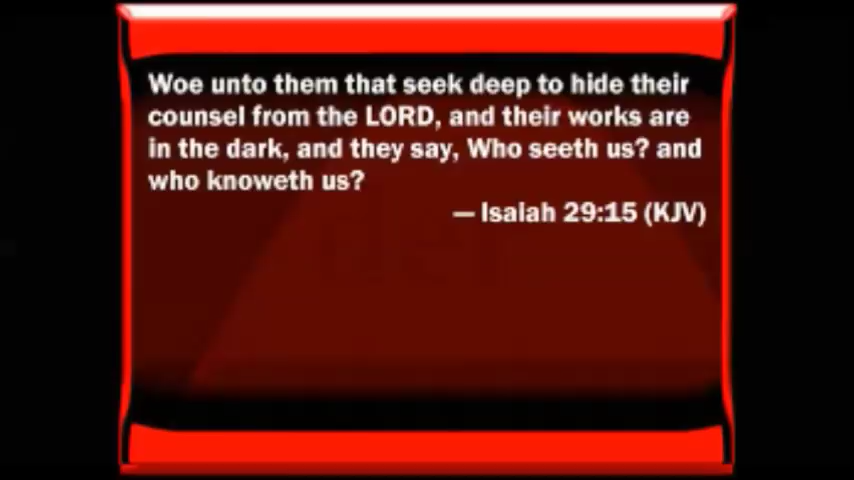 Woe unto them that seek deep to hide their
counsel from the LORD, and their works are
in the dark, and they say, Who seeth us? and
who knoweth us?
— Isaiah 29:15 (KJV)